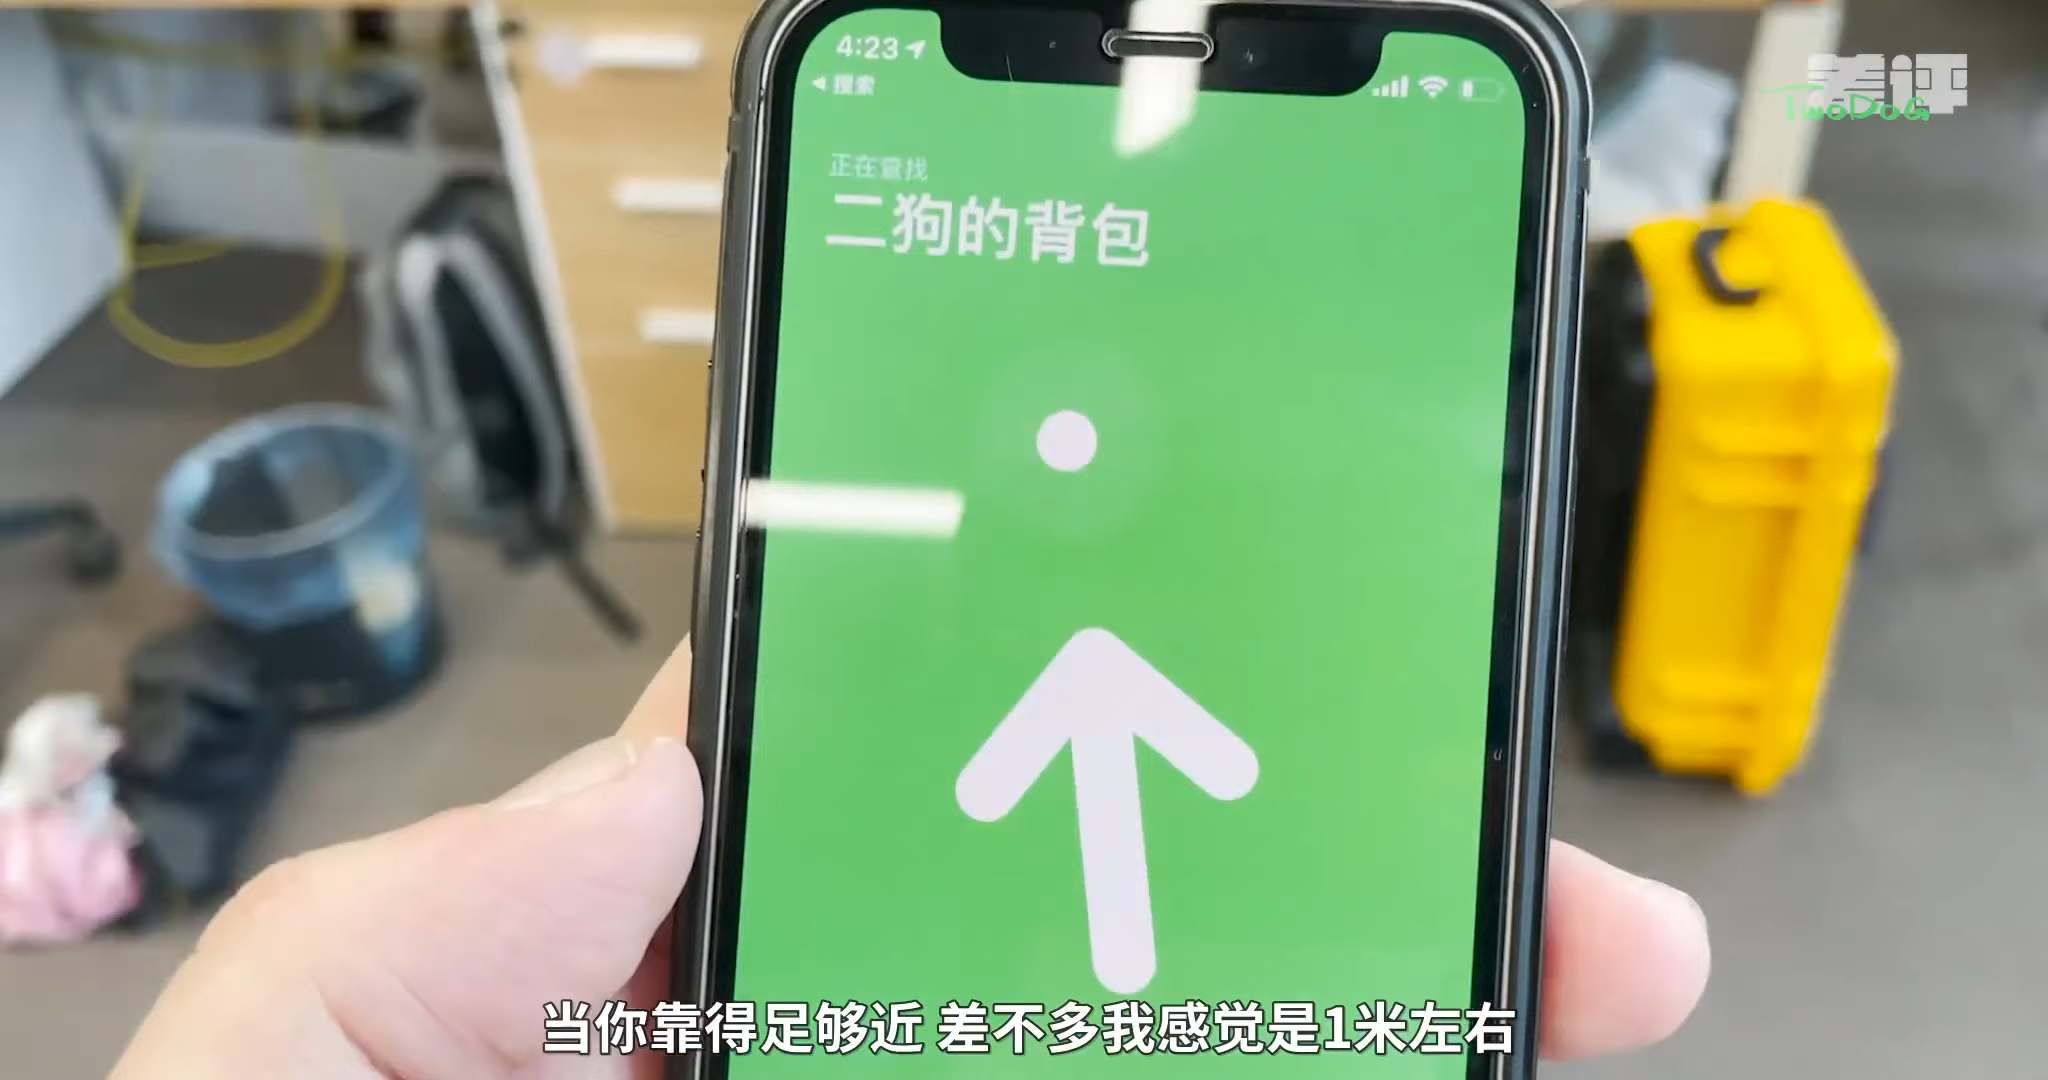 4:23
搜索
差评
TwoDoG
正在查找
二狗的背包
当你靠得足够近 差不多我感觉是1米左右